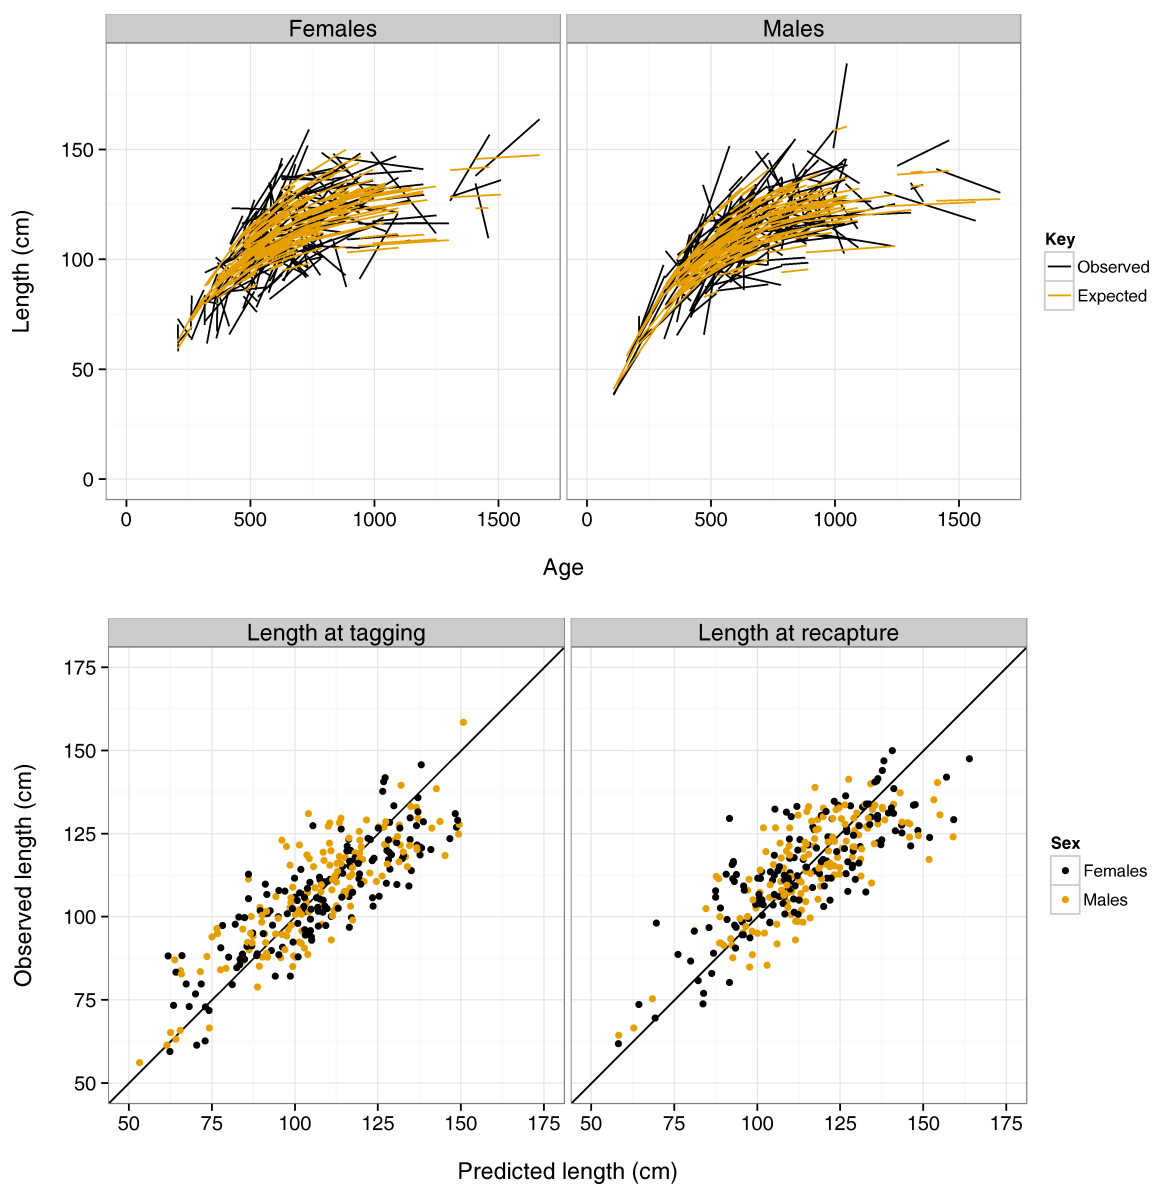 Females
Males
Length (cm)
150
100
50
0
0
500
1000
1500
0
500
1000
1500
Age
Key
Observed
Expected
Length at tagging
Length at recapture
Observed length (cm)
175
150
125
100
75
50
50
75
100
125
150
175
50
75
100
125
150
175
Predicted length (cm)
Sex
Females
Males